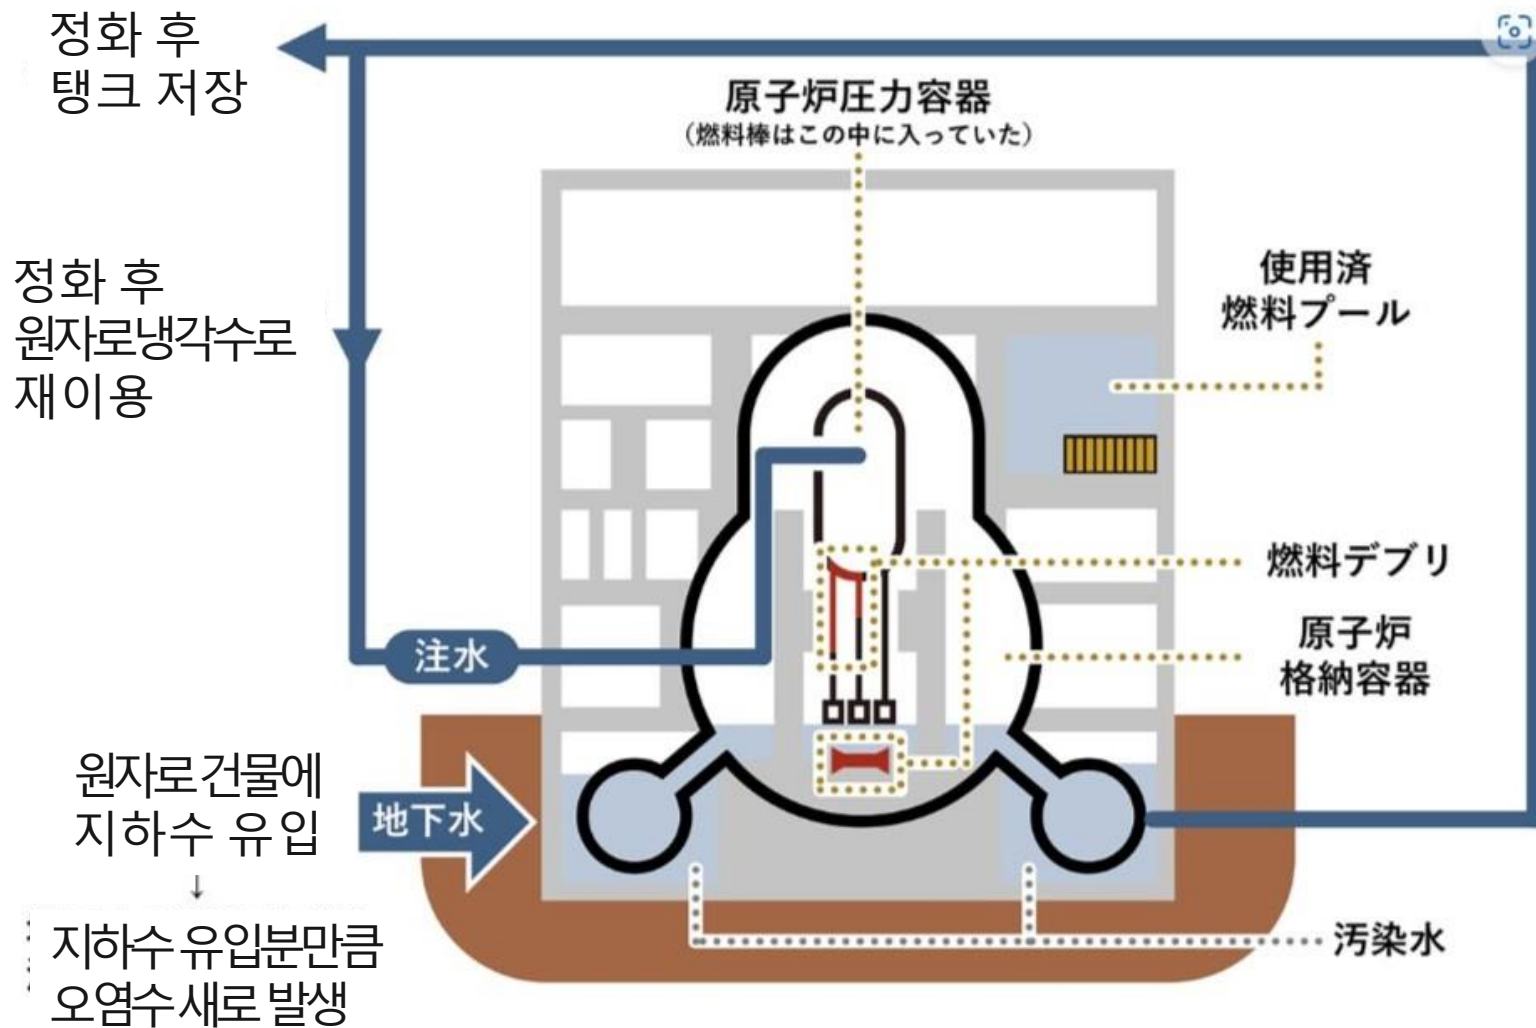 정화 후
탱크 저장
原子炉圧力容器
（燃料棒はこの中に入っていた）
使用済
燃料プール
정화 후
원자로냉각수로
재이용
燃料デブリ
原子炉
格納容器
注水
원자로 건물에
지하수 유입
↓
지하수 유입분만큼
오염수 새로 발생
地下水
汚染水